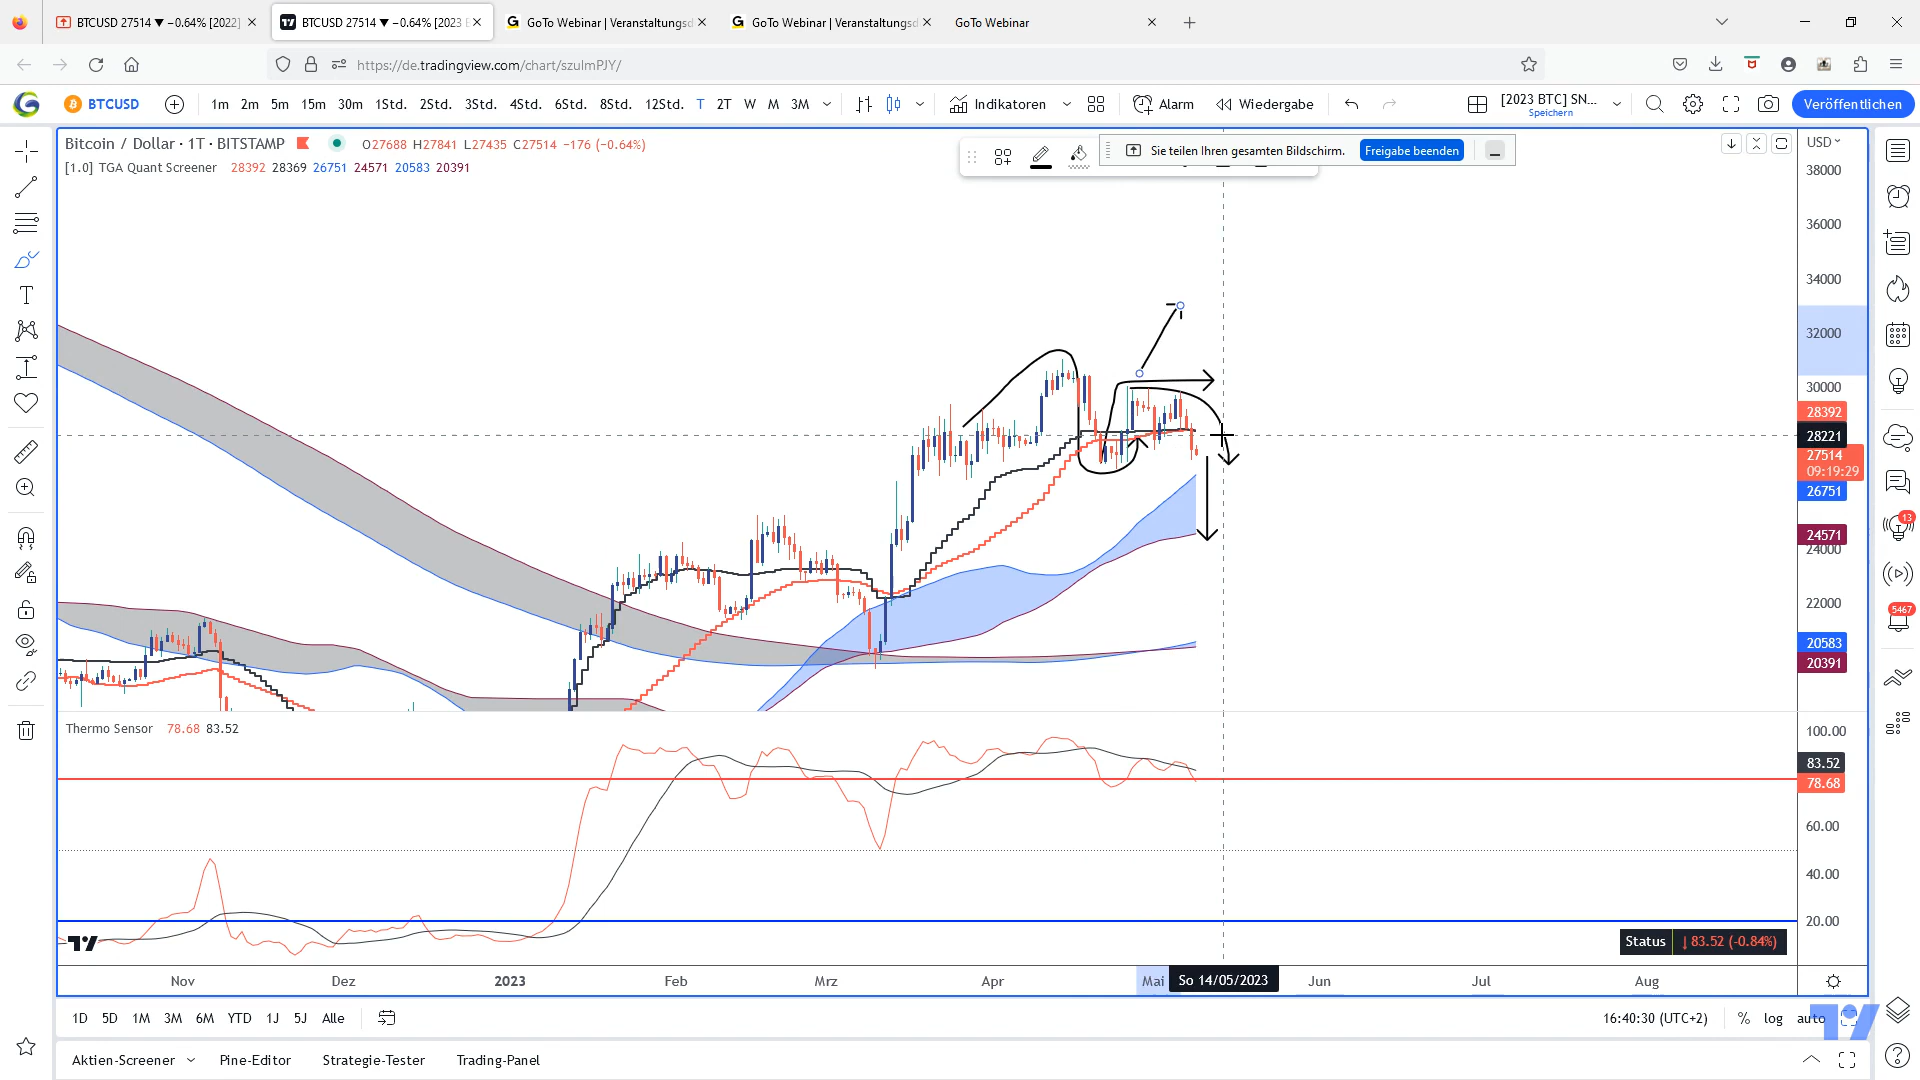 BTCUSD 27514 ▼ −0.64% [2022]
BTCUSD 27514 ▼ −0.64% [2023
GoTo Webinar | Veranstaltungsd
GoTo Webinar | Veranstaltungsd
GoTo Webinar
https://de.tradingview.com/chart/szulmPJY/
BTCUSD 1m 2m 5m 15m 30m 1Std. 2Std. 3Std. 4Std. 6Std. 8Std. 12Std. T 2T W M 3M Indikatoren Alarm Wiedergabe [2023 BTC] SN... Speichern Veröffentlichen
Bitcoin / Dollar · 1T · BITSTAMP O27688 H27841 L27435 C27514 −176 (−0.64%)
[1.0] TGA Quant Screener 28392 28369 26751 24571 20583 20391
Sie teilen Ihren gesamten Bildschirm. Freigabe beenden
USD
38000
36000
34000
32000
30000
28392
28221
27514
09:19:29
26751
24571
24000
22000
20583
20391
Thermo Sensor 78.68 83.52
100.00
83.52
78.68
60.00
40.00
20.00
Status ↓83.52 (-0.84%)
Nov Dez 2023 Feb Mrz Apr Mai So 14/05/2023 Jun Jul Aug
1D 5D 1M 3M 6M YTD 1J 5J Alle 16:40:30 (UTC+2) % log auto
Aktien-Screener Pine-Editor Strategie-Tester Trading-Panel
13
5467